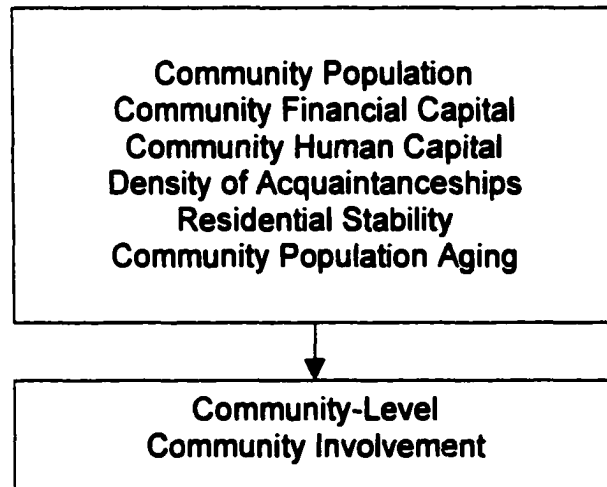 Community Population
Community Financial Capital
Community Human Capital
Density of Acquaintanceships
Residential Stability
Community Population Aging
Community-Level
Community Involvement